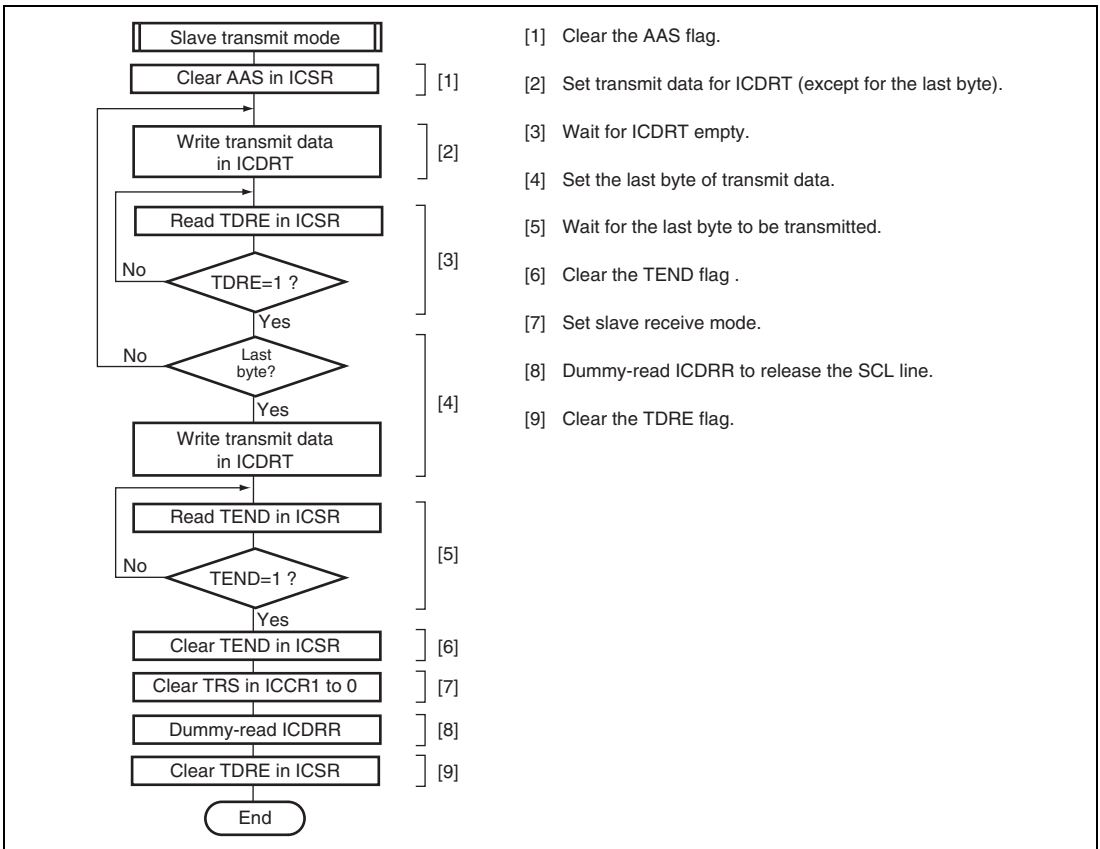 Slave transmit mode
Clear AAS in ICSR
[1]
Write transmit data
in ICDRT
[2]
Read TDRE in ICSR
No
TDRE=1 ?
[3]
Yes
No
Last
byte?
Yes
[4]
Write transmit data
in ICDRT
Read TEND in ICSR
No
TEND=1 ?
[5]
Yes
Clear TEND in ICSR
[6]
Clear TRS in ICCR1 to 0
[7]
Dummy-read ICDRR
[8]
Clear TDRE in ICSR
[9]
End
[1] Clear the AAS flag.
[2] Set transmit data for ICDRT (except for the last byte).
[3] Wait for ICDRT empty.
[4] Set the last byte of transmit data.
[5] Wait for the last byte to be transmitted.
[6] Clear the TEND flag .
[7] Set slave receive mode.
[8] Dummy-read ICDRR to release the SCL line.
[9] Clear the TDRE flag.